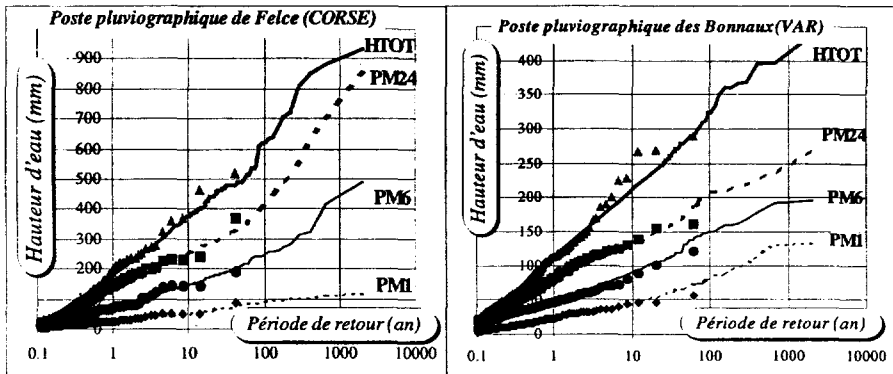 Poste pluviographique de Felce (CORSE)
Hauteur d'eau (mm)
900
800
700
600
500
400
300
200
100
0
HTOT
PM24
PM6
PM1
Période de retour (an)
0.1
1
10
100
1000
10000
Poste pluviographique des Bonnaux(VAR)
Hauteur d'eau (mm)
400
350
300
250
200
150
100
50
0
HTOT
PM24
PM6
PM1
Période de retour (an)
0.1
1
10
100
1000
10000